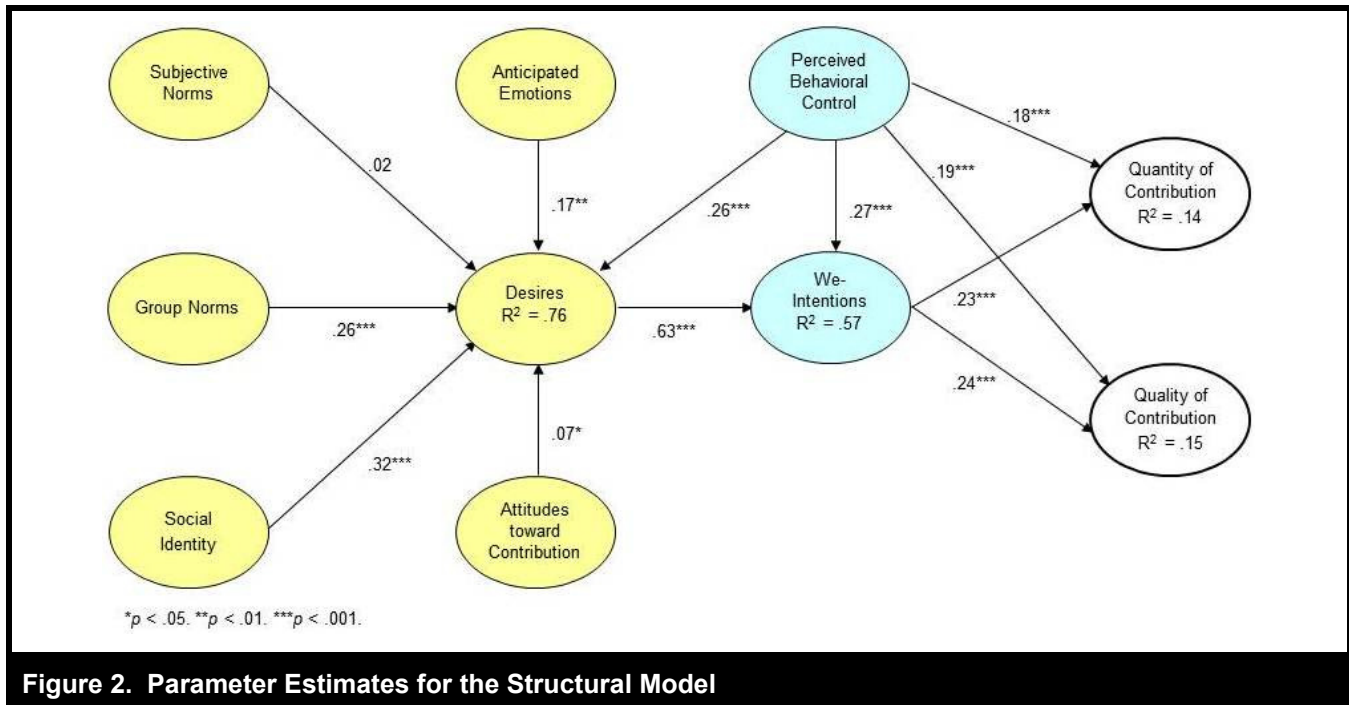 Subjective
Norms
Anticipated
Emotions
Perceived
Behavioral
Control
.18***
.02
.17**
.26***
.27***
.19***
Quantity of
Contribution
R² = .14
Group Norms
.26***
Desires
R² = .76
.63***
We-
Intentions
R² = .57
.23***
.24***
Quality of
Contribution
R² = .15
.32***
.07*
Social
Identity
Attitudes
toward
Contribution
*p < .05. **p < .01. ***p < .001.
Figure 2. Parameter Estimates for the Structural Model